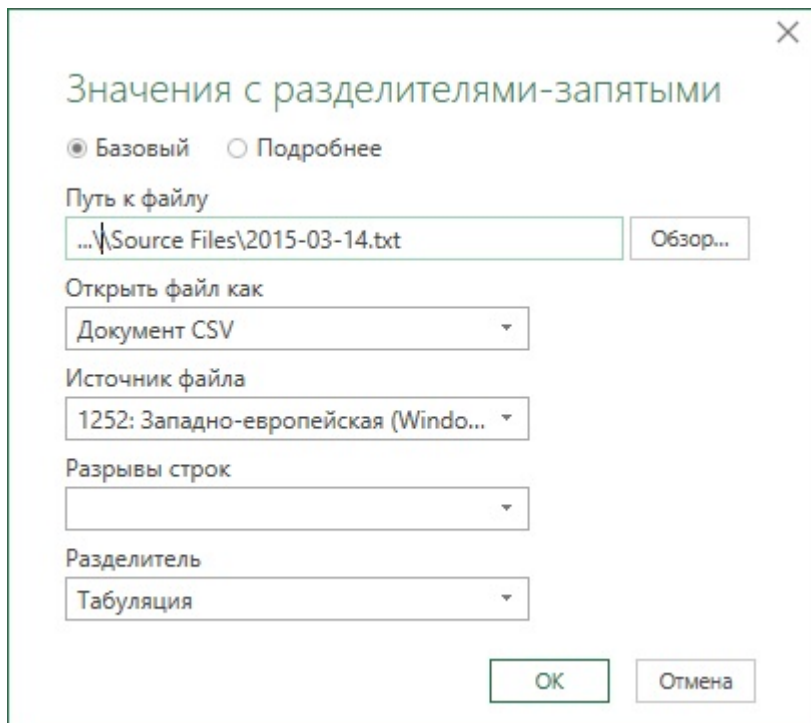 Значения с разделителями-запятыми
Базовый Подробнее
Путь к файлу
...\\Source Files\2015-03-14.txt Обзор...
Открыть файл как
Документ CSV
Источник файла
1252: Западно-европейская (Windo...
Разрывы строк
Разделитель
Табуляция
ОК Отмена